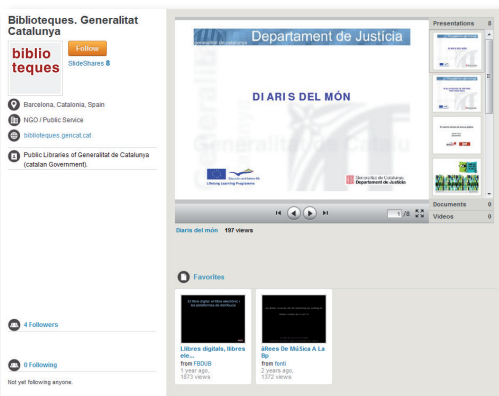 Biblioteques. Generalitat
Catalunya
biblio
teques
Follow
SlideShares 8
Barcelona, Catalonia, Spain
NGO / Public Service
biblioteques.gencat.cat
Public Libraries of Generalitat de Catalunya
(catalan Government).
4 Followers
0 Following
Not yet following anyone.
Departament de Justícia
DIARIS DEL MÓN
Lifelong Learning Programme
Generalitat de Catalunya
Departament de Justícia
1 /8
Diaris del món 197 views
Presentations 8
Documents 0
Videos 0
Favorites
Llibres digitals, llibres
ele...
from FBDUB
1 year ago,
1673 views
àRees De MúSica A La
Bp
from fonti
2 years ago,
1372 views